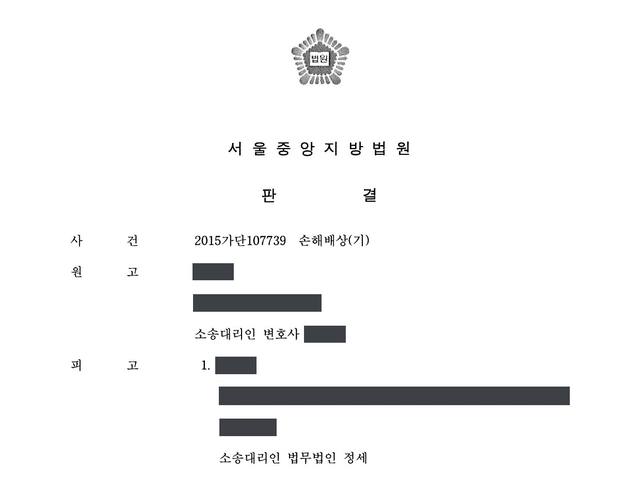 법원
서울중앙지방법원
판 결
사 건 2015가단107739 손해배상(기)
원 고
소송대리인 변호사
피 고 1.
소송대리인 법무법인 정세